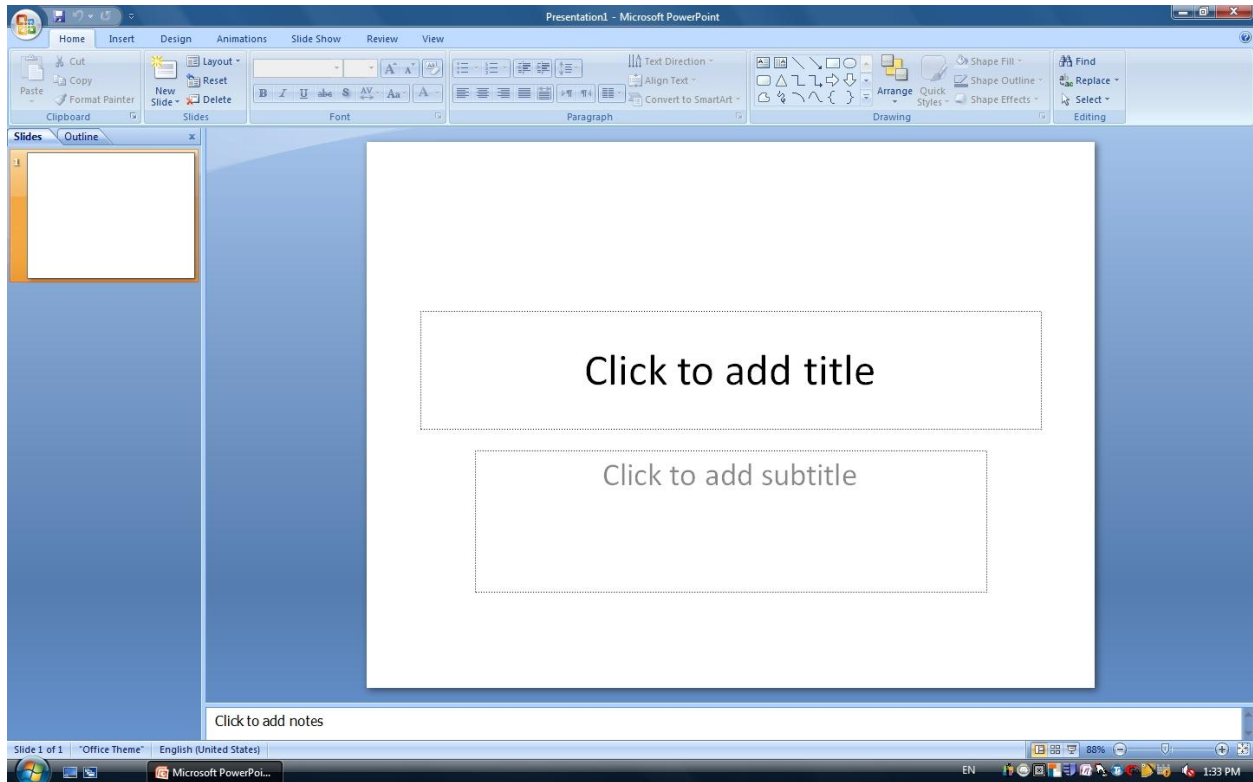 Presentation1 - Microsoft PowerPoint
Home Insert Design Animations Slide Show Review View
Paste
Cut
Copy
Format Painter
Clipboard
New Slide
Layout
Reset
Delete
Slides
B I U abc S AV Aa A
Font
Text Direction
Align Text
Convert to SmartArt
Paragraph
Arrange
Quick Styles
Shape Fill
Shape Outline
Shape Effects
Drawing
Find
Replace
Select
Editing
Slides Outline
1
Click to add title
Click to add subtitle
Click to add notes
Slide 1 of 1 "Office Theme" English (United States) 88%
Microsoft PowerPoi... EN 1:33 PM